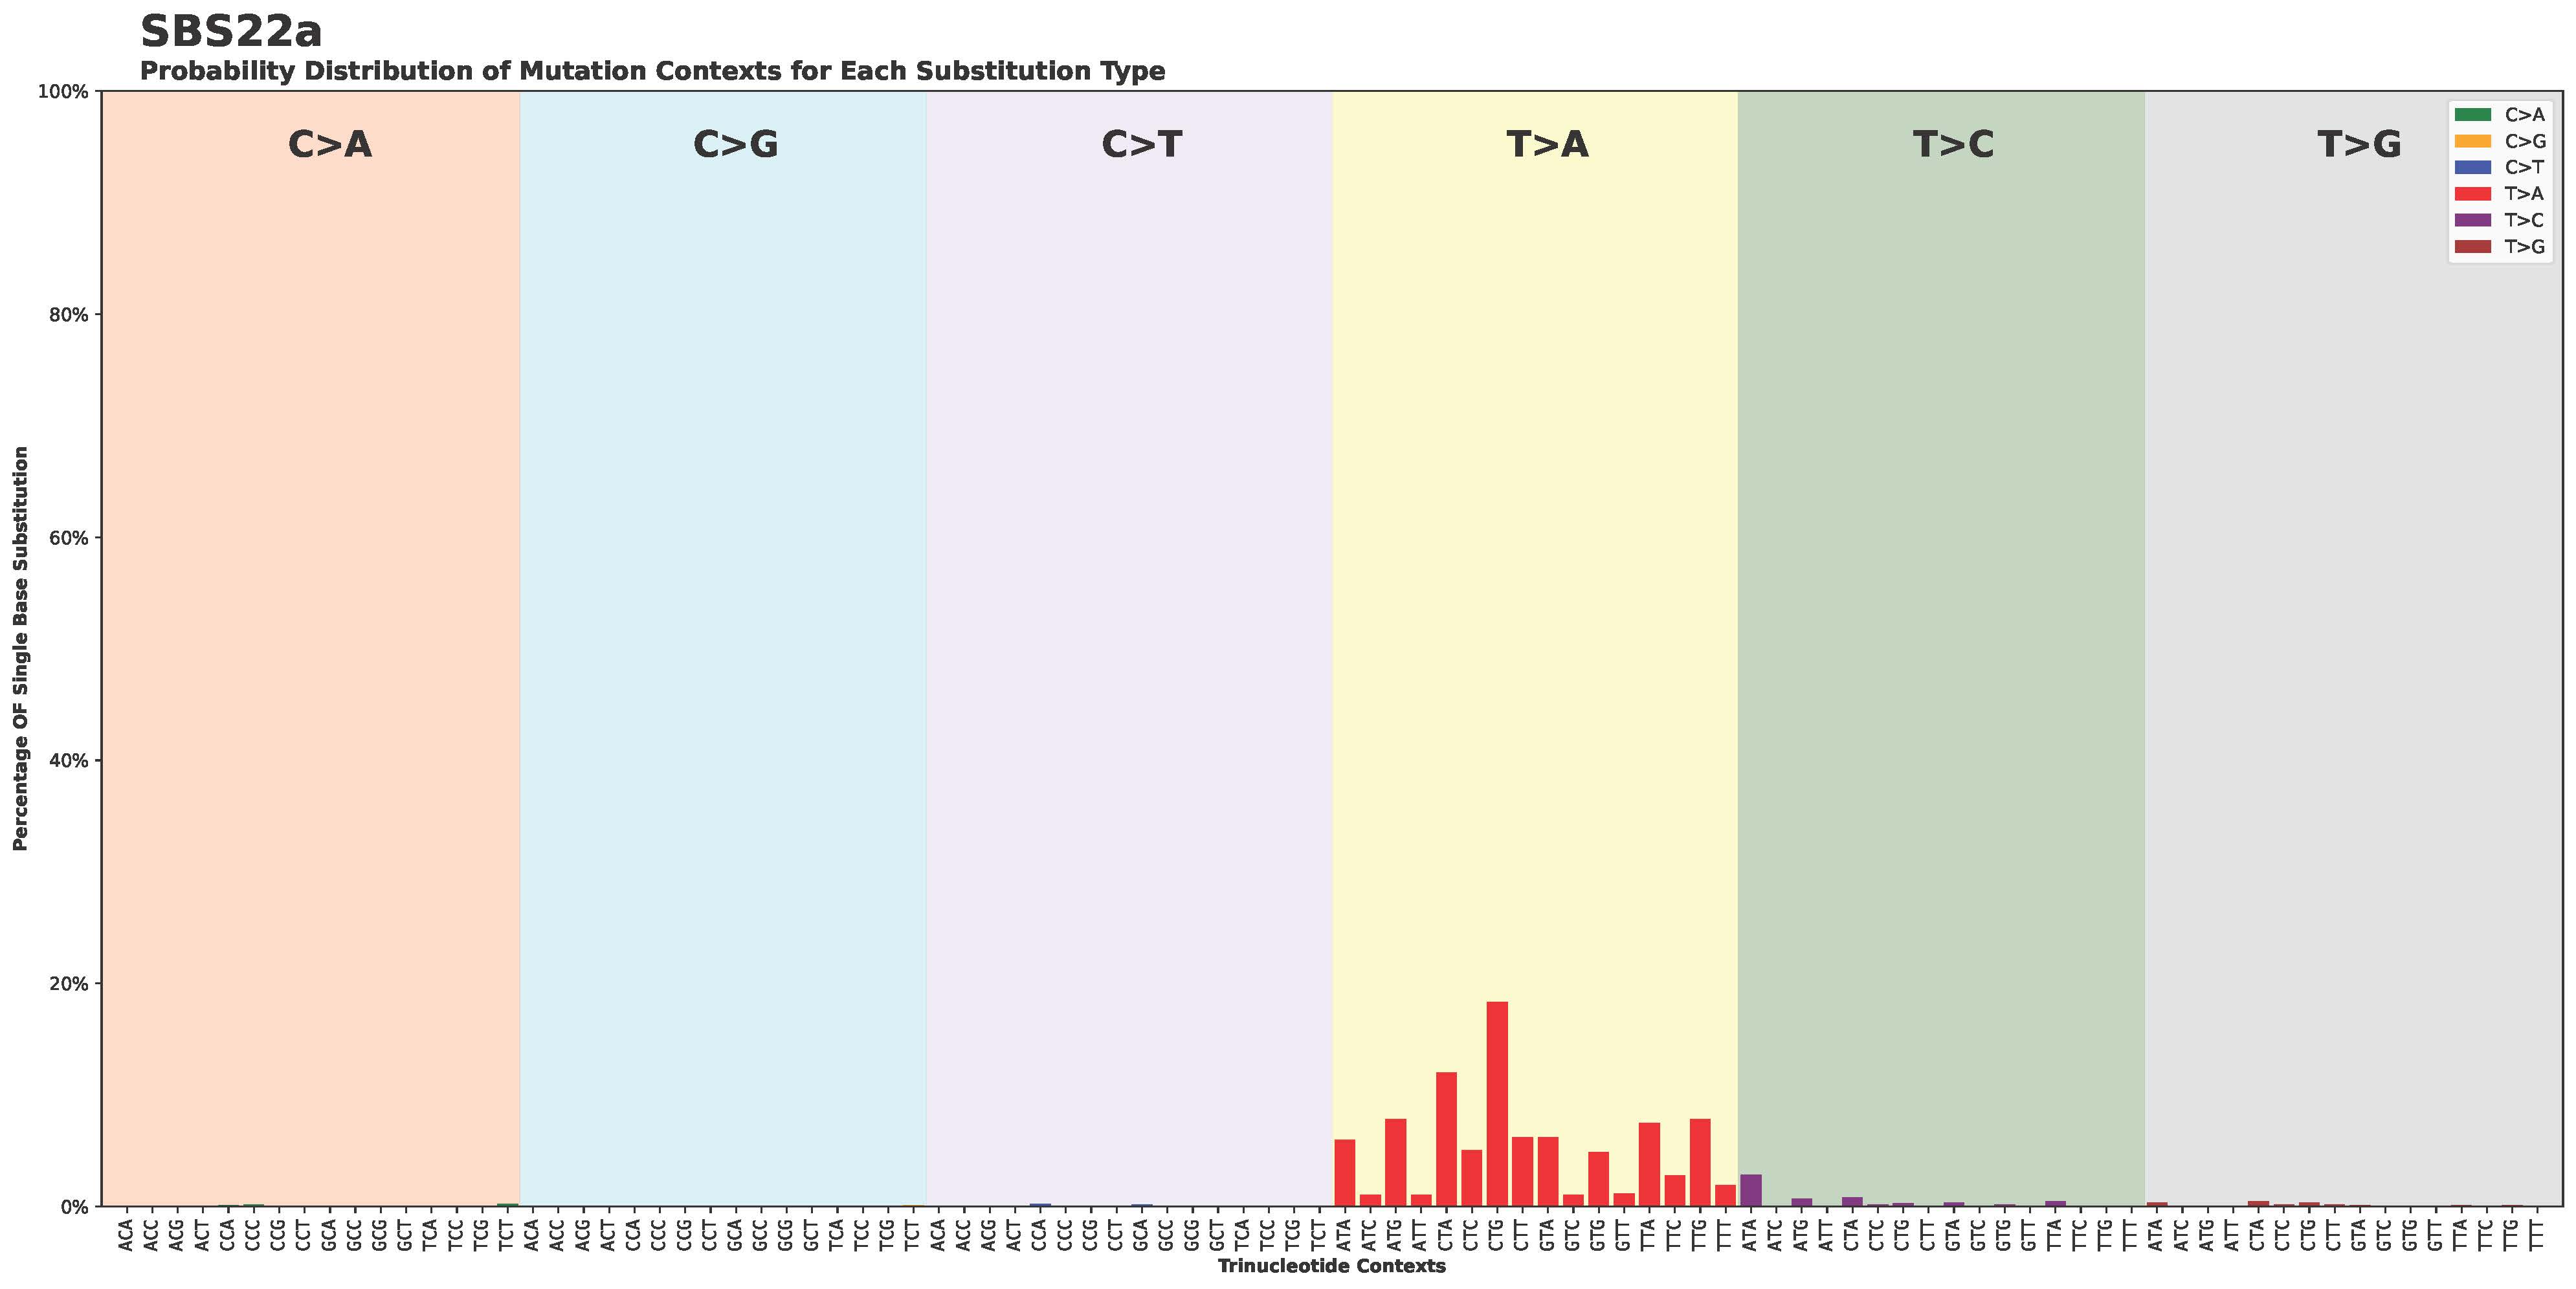 SBS22a
Probability Distribution of Mutation Contexts for Each Substitution Type
100%
80%
60%
40%
20%
0%
Percentage OF Single Base Substitution
C>A C>G C>T T>A T>C T>G
C>A
C>G
C>T
T>A
T>C
T>G
ACA ACC ACG ACT CCA CCC CCG CCT GCA GCC GCG GCT TCA TCC TCG TCT ACA ACC ACG ACT CCA CCC CCG CCT GCA GCC GCG GCT TCA TCC TCG TCT ACA ACC ACG ACT CCA CCC CCG CCT GCA GCC GCG GCT TCA TCC TCG TCT ATA ATC ATG ATT CTA CTC CTG CTT GTA GTC GTG GTT TTA TTC TTG TTT ATA ATC ATG ATT CTA CTC CTG CTT GTA GTC GTG GTT TTA TTC TTG TTT ATA ATC ATG ATT CTA CTC CTG CTT GTA GTC GTG GTT TTA TTC TTG TTT
Trinucleotide Contexts